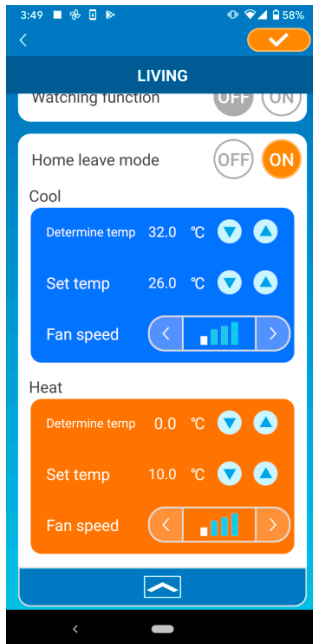 3:49 58%
LIVING
Watching function OFF ON
Home leave mode OFF ON
Cool
Determine temp 32.0 ℃
Set temp 26.0 ℃
Fan speed
Heat
Determine temp 0.0 ℃
Set temp 10.0 ℃
Fan speed